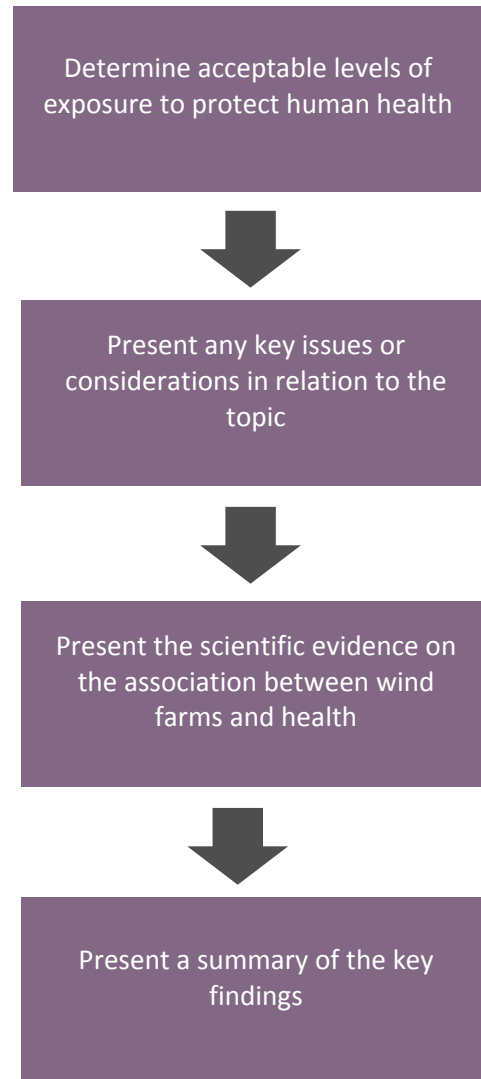 Determine acceptable levels of
exposure to protect human health
Present any key issues or
considerations in relation to the
topic
Present the scientific evidence on
the association between wind
farms and health
Present a summary of the key
findings